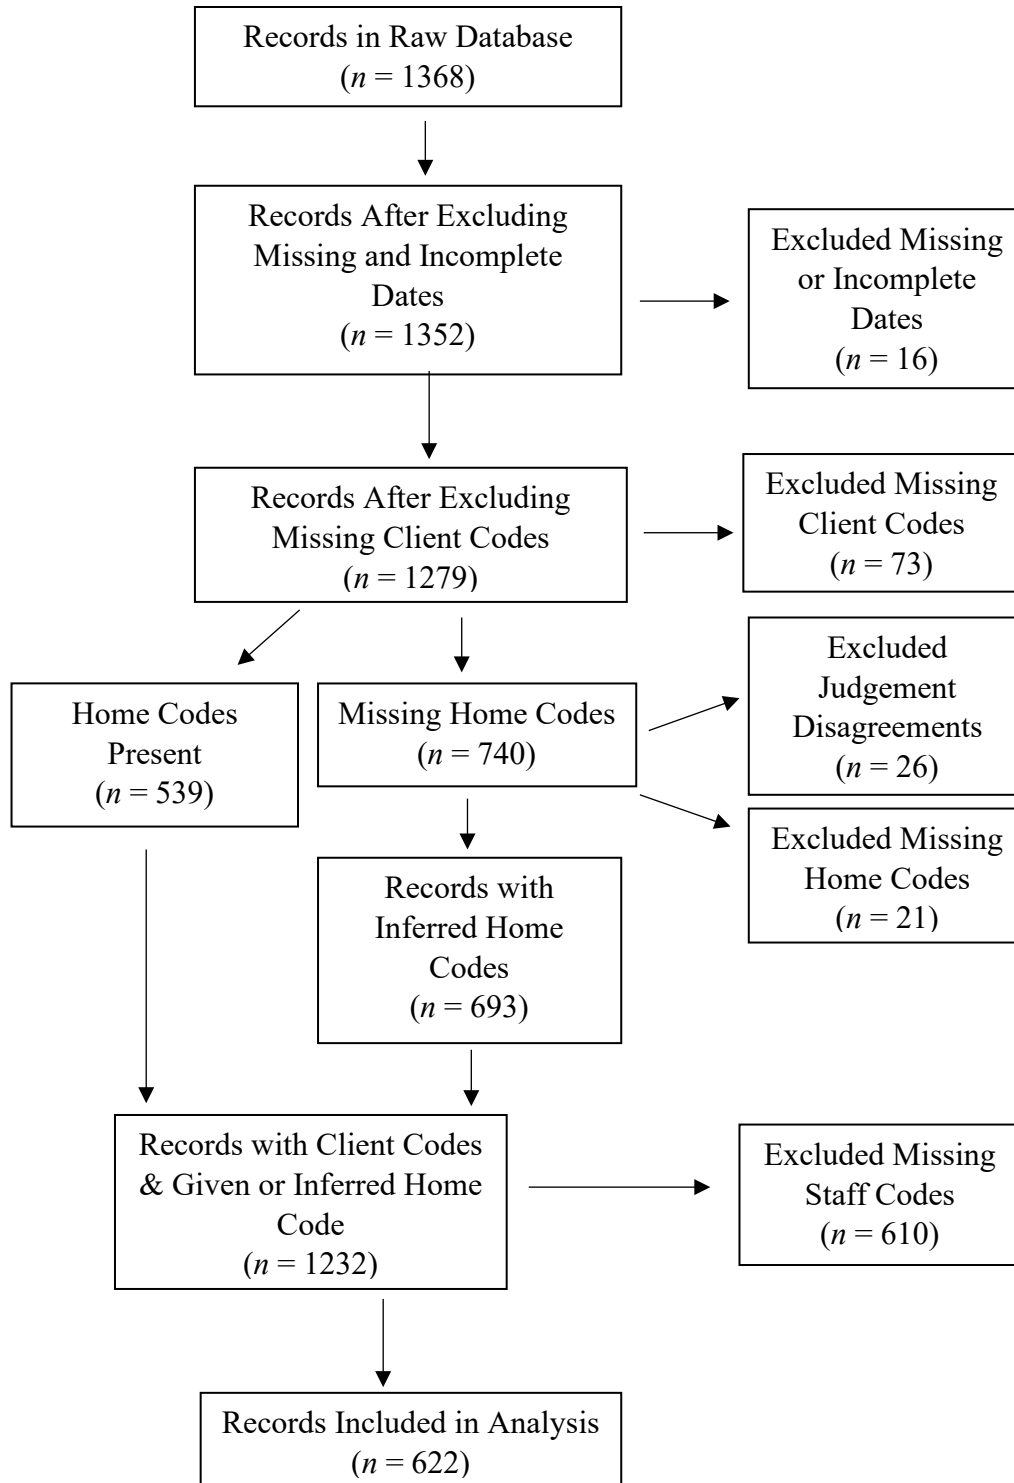 Records in Raw Database
(n = 1368)
Records After Excluding
Missing and Incomplete
Dates
(n = 1352)
Excluded Missing
or Incomplete
Dates
(n = 16)
Records After Excluding
Missing Client Codes
(n = 1279)
Excluded Missing
Client Codes
(n = 73)
Home Codes
Present
(n = 539)
Missing Home Codes
(n = 740)
Excluded
Judgement
Disagreements
(n = 26)
Excluded Missing
Home Codes
(n = 21)
Records with
Inferred Home
Codes
(n = 693)
Records with Client Codes
& Given or Inferred Home
Code
(n = 1232)
Excluded Missing
Staff Codes
(n = 610)
Records Included in Analysis
(n = 622)